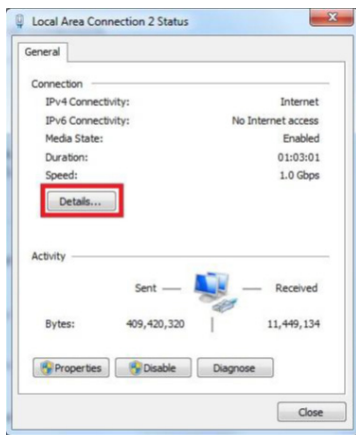 Local Area Connection 2 Status
General
Connection
IPv4 Connectivity: Internet
IPv6 Connectivity: No Internet access
Media State: Enabled
Duration: 01:03:01
Speed: 1.0 Gbps
Details...
Activity
Sent Received
Bytes: 409,420,320 11,449,134
Properties Disable Diagnose
Close